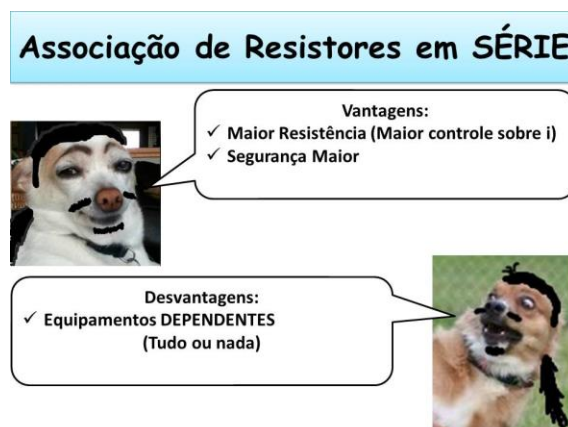 Associação de Resistores em SÉRIE
Vantagens:
✓ Maior Resistência (Maior controle sobre i)
✓ Segurança Maior
Desvantagens:
✓ Equipamentos DEPENDENTES
(Tudo ou nada)